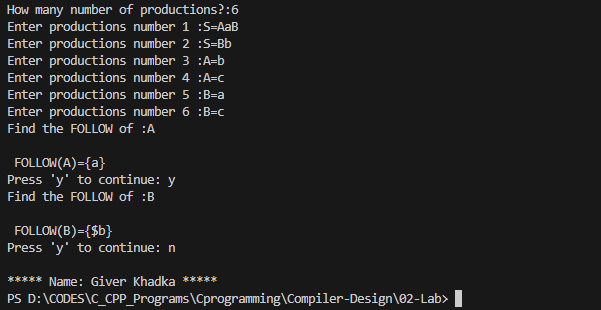 How many number of productions?:6
Enter productions number 1 :S=AaB
Enter productions number 2 :S=Bb
Enter productions number 3 :A=b
Enter productions number 4 :A=c
Enter productions number 5 :B=a
Enter productions number 6 :B=c
Find the FOLLOW of :A
FOLLOW(A)={a}
Press 'y' to continue: y
Find the FOLLOW of :B
FOLLOW(B)={$b}
Press 'y' to continue: n
***** Name: Giver Khadka *****
PS D:\CODES\C_CPP_Programs\Cprogramming\Compiler-Design\02-Lab>